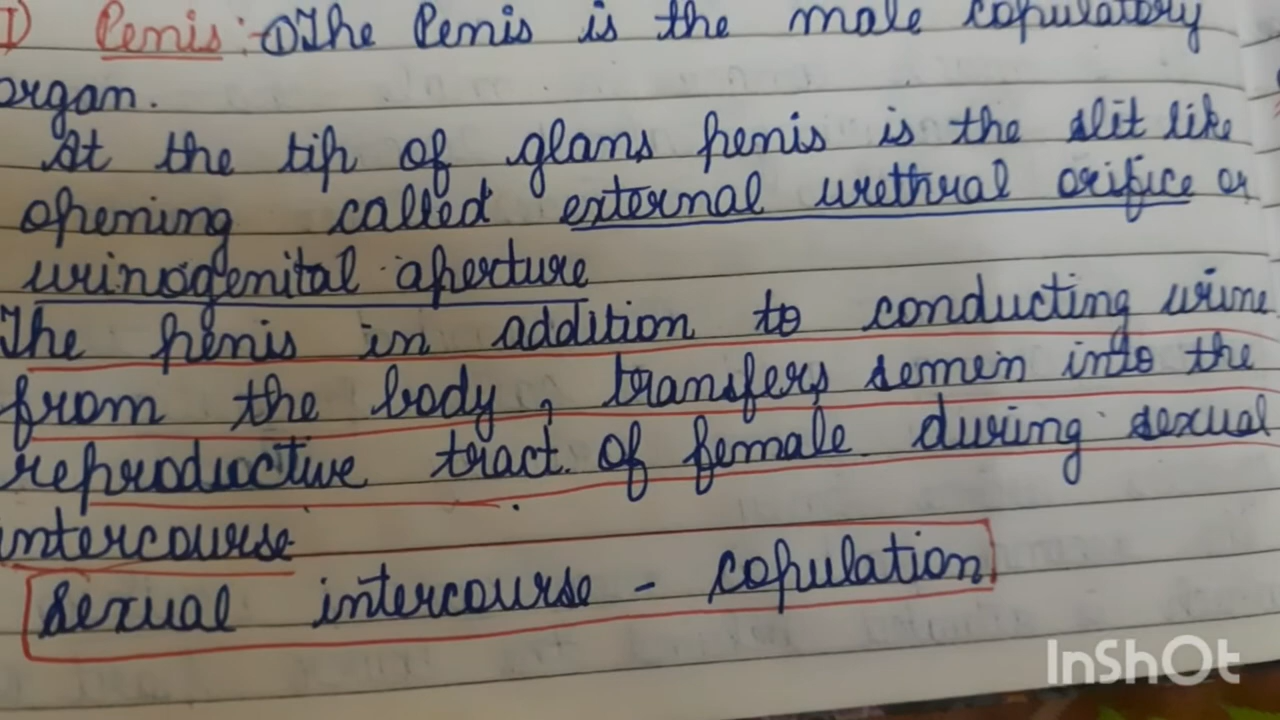 I) Penis:- ①The Penis is the male copulatory
organ.
At the tip of glans penis is the slit like
opening called external urethral orifice or
urinogenital aperture
The penis in addition to conducting urine
from the body, transfers semen into the
reproductive tract of female during sexual
intercourse
Sexual intercourse - copulation
InShOt